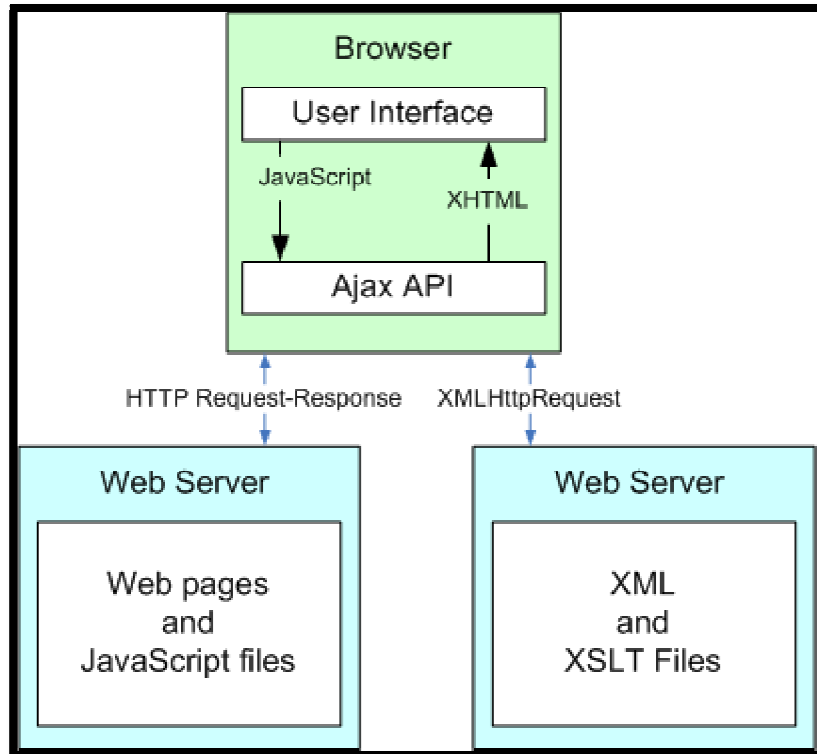 Browser
User Interface
JavaScript
XHTML
Ajax API
HTTP Request-Response
XMLHttpRequest
Web Server
Web pages
and
JavaScript files
Web Server
XML
and
XSLT Files